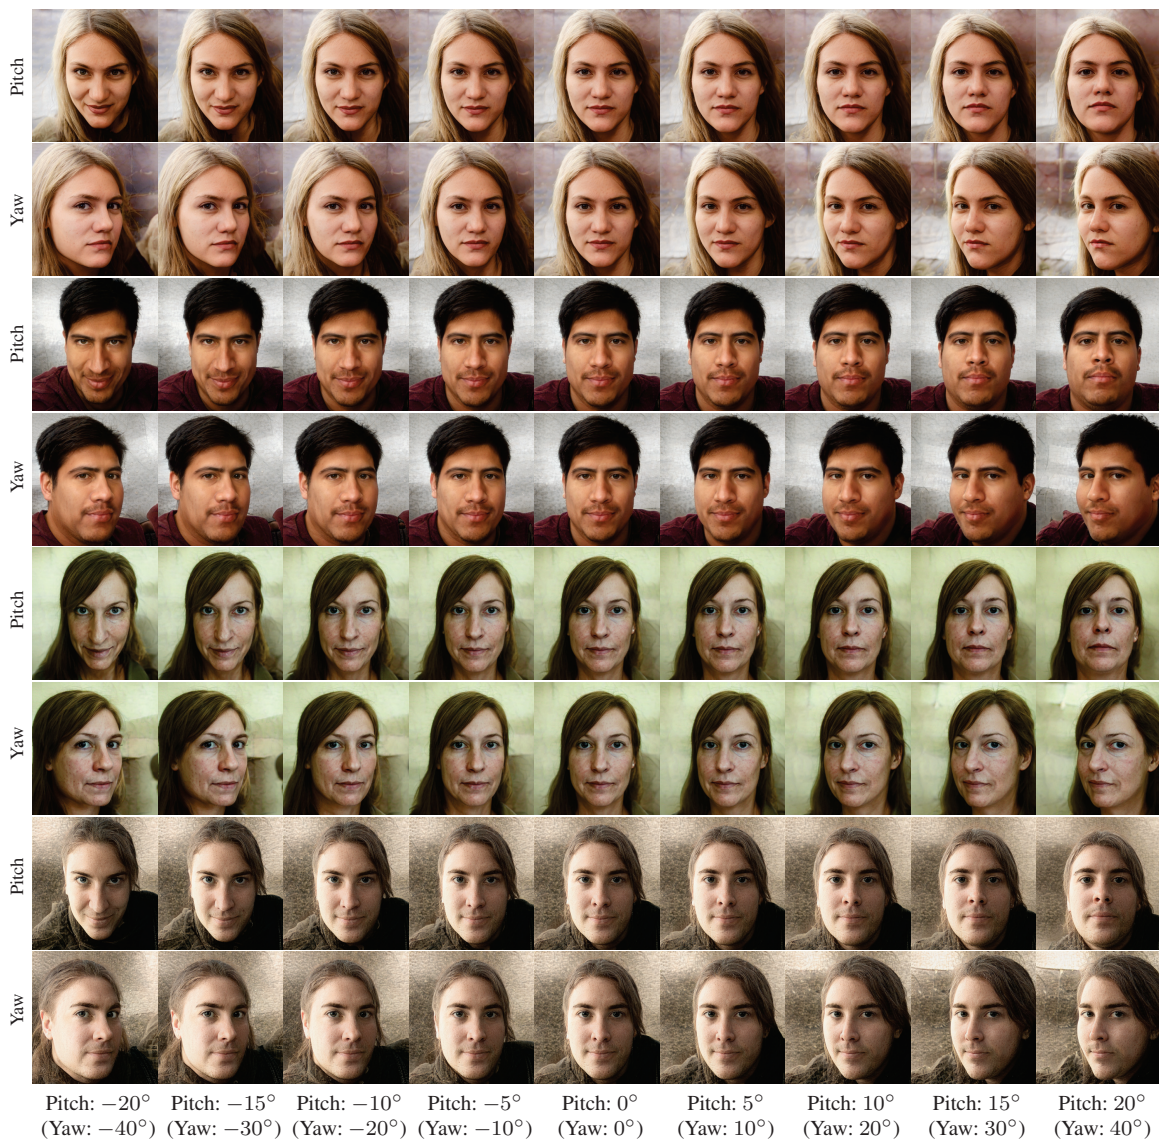 Pitch
Yaw
Pitch
Yaw
Pitch
Yaw
Pitch
Yaw
Pitch: −20° Pitch: −15° Pitch: −10° Pitch: −5° Pitch: 0° Pitch: 5° Pitch: 10° Pitch: 15° Pitch: 20°
(Yaw: −40°) (Yaw: −30°) (Yaw: −20°) (Yaw: −10°) (Yaw: 0°) (Yaw: 10°) (Yaw: 20°) (Yaw: 30°) (Yaw: 40°)